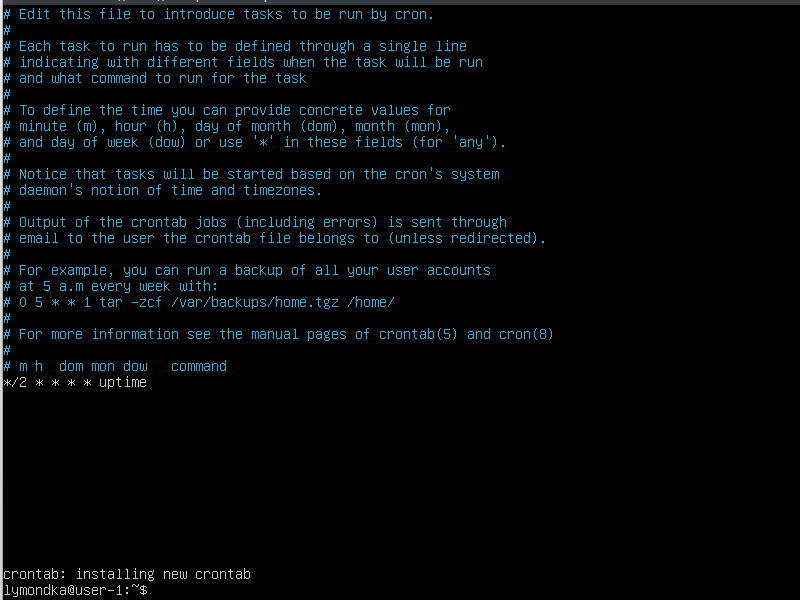 # Edit this file to introduce tasks to be run by cron.
#
# Each task to run has to be defined through a single line
# indicating with different fields when the task will be run
# and what command to run for the task
#
# To define the time you can provide concrete values for
# minute (m), hour (h), day of month (dom), month (mon),
# and day of week (dow) or use '*' in these fields (for 'any').
#
# Notice that tasks will be started based on the cron's system
# daemon's notion of time and timezones.
#
# Output of the crontab jobs (including errors) is sent through
# email to the user the crontab file belongs to (unless redirected).
#
# For example, you can run a backup of all your user accounts
# at 5 a.m every week with:
# 0 5 * * 1 tar -zcf /var/backups/home.tgz /home/
#
# For more information see the manual pages of crontab(5) and cron(8)
#
# m h  dom mon dow   command
*/2 * * * * uptime
crontab: installing new crontab
lymondka@user-1:~$